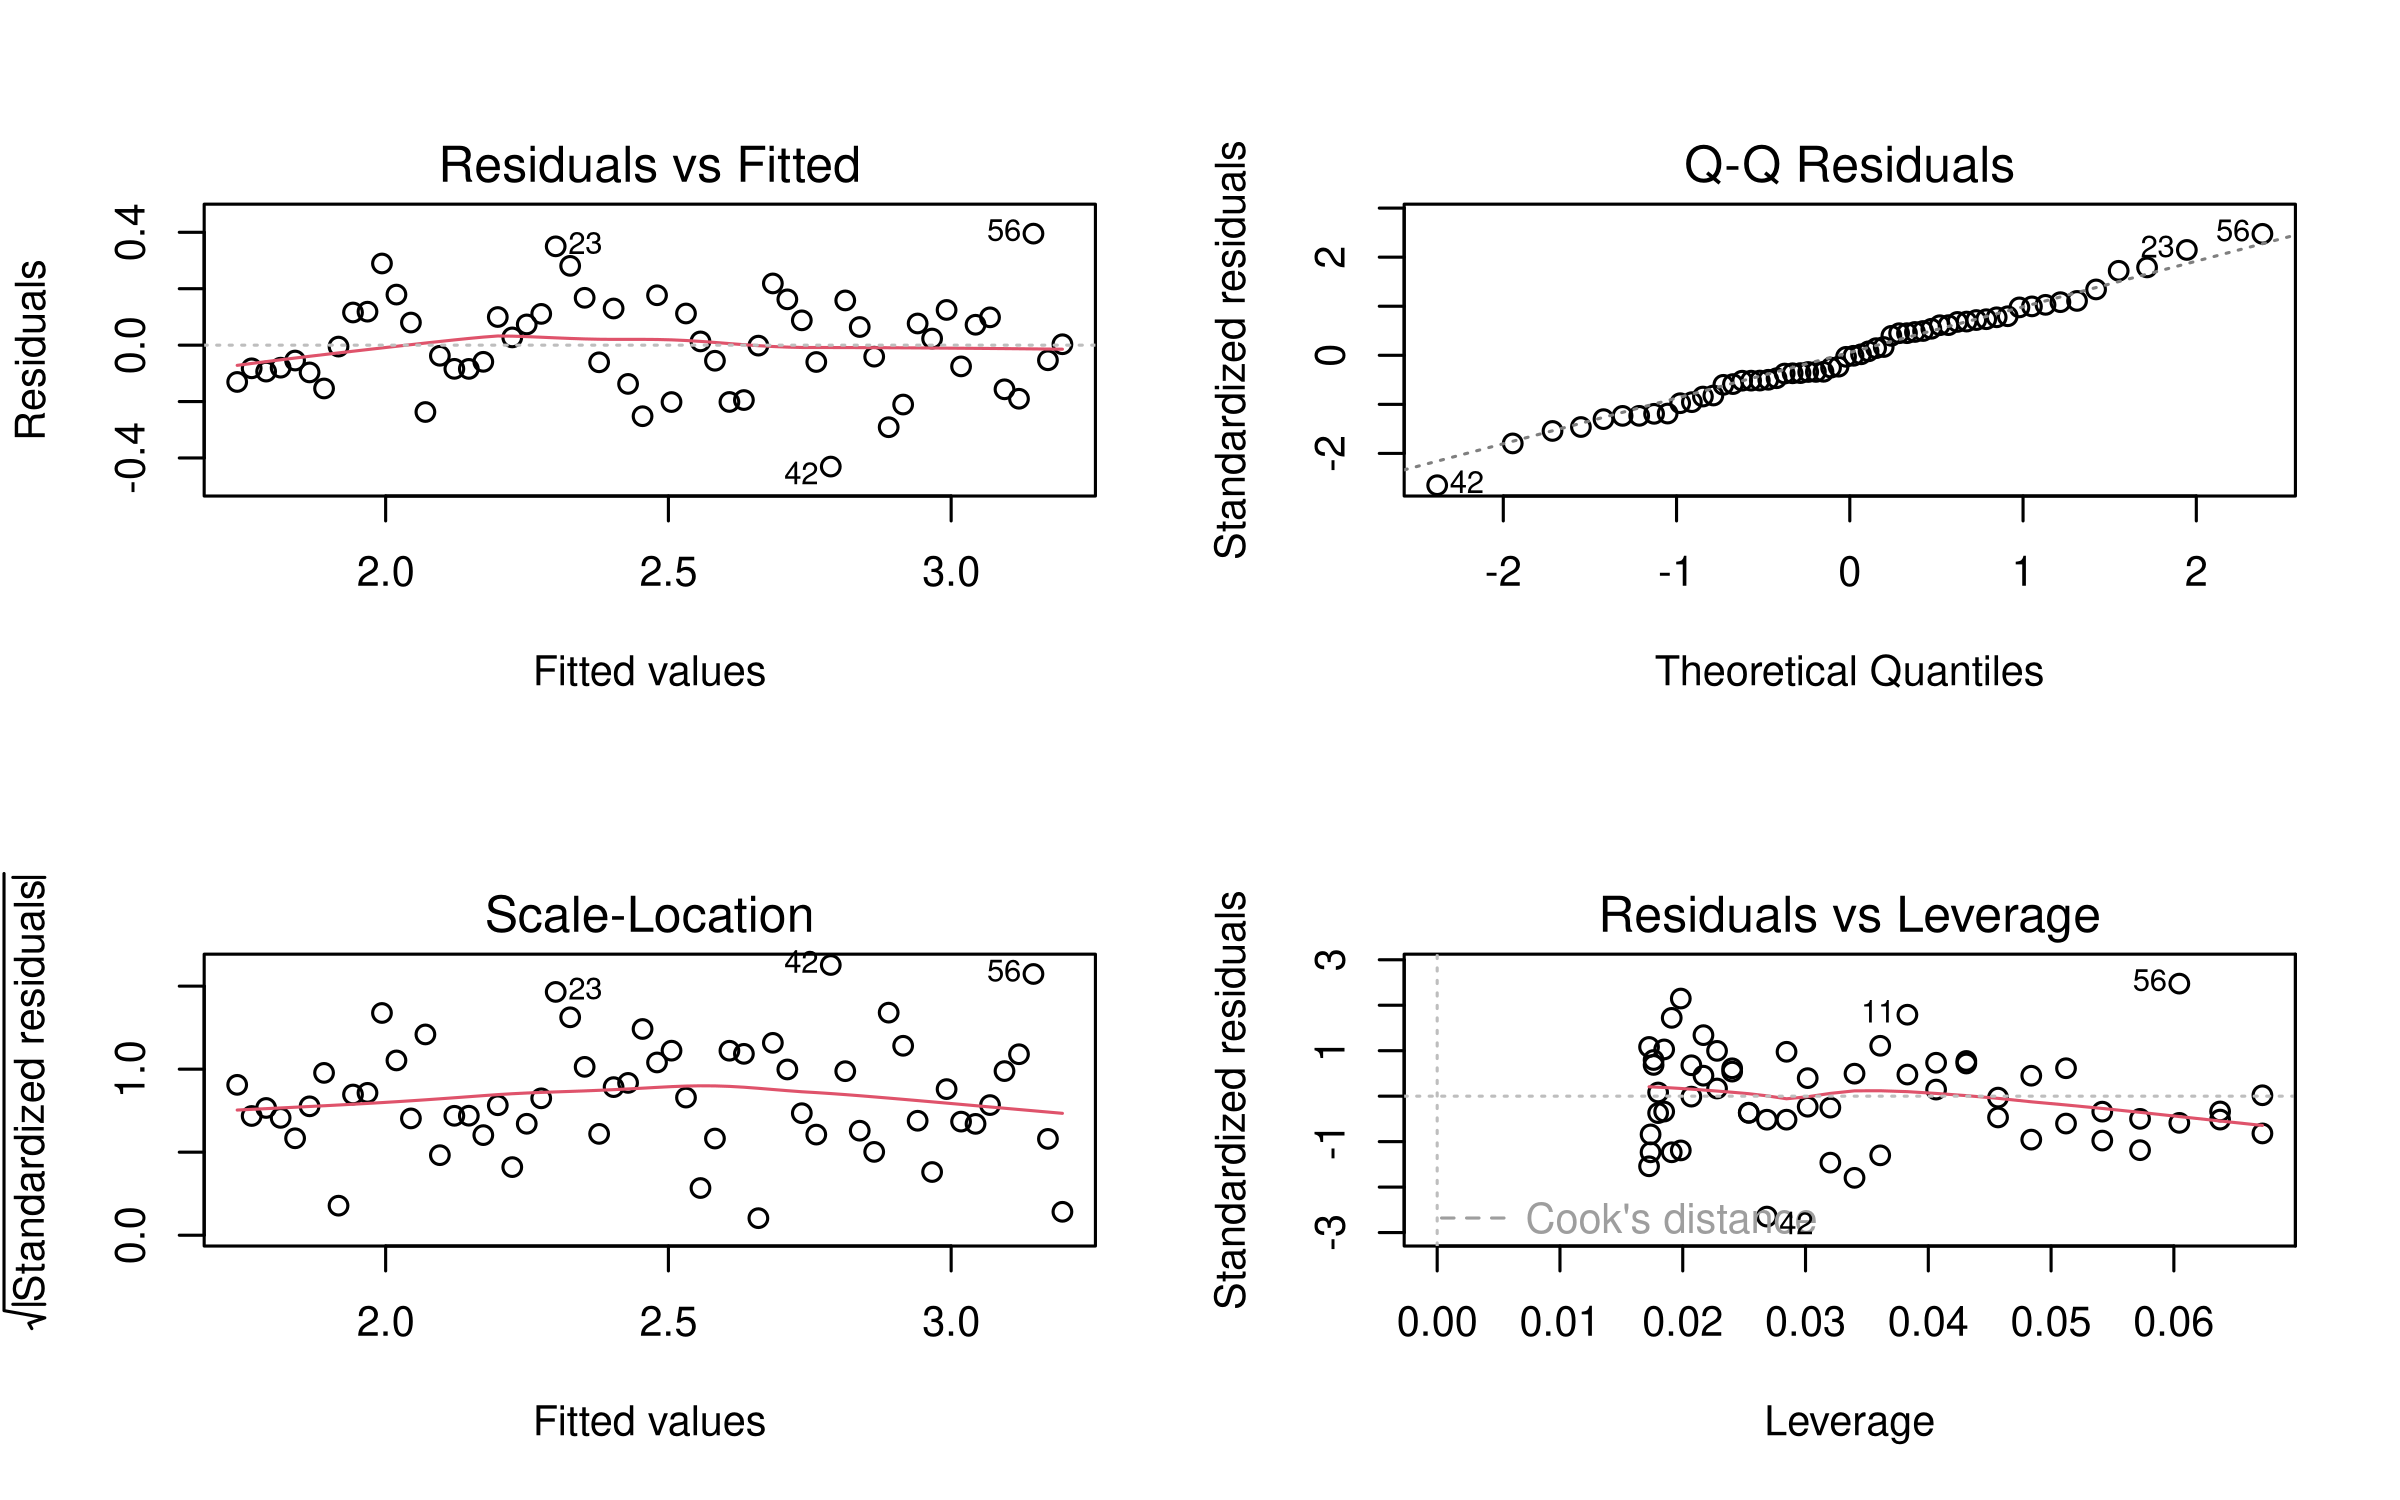 Residuals vs Fitted
Residuals
0.4
0.0
-0.4
23
56
42
2.0 2.5 3.0
Fitted values
Q-Q Residuals
Standardized residuals
2
0
-2
23
56
42
-2 -1 0 1 2
Theoretical Quantiles
Scale-Location
√|Standardized residuals|
1.0
0.0
42
23
56
2.0 2.5 3.0
Fitted values
Residuals vs Leverage
Standardized residuals
3
1
-1
-3
56
11
Cook's distance
42
0.00 0.01 0.02 0.03 0.04 0.05 0.06
Leverage